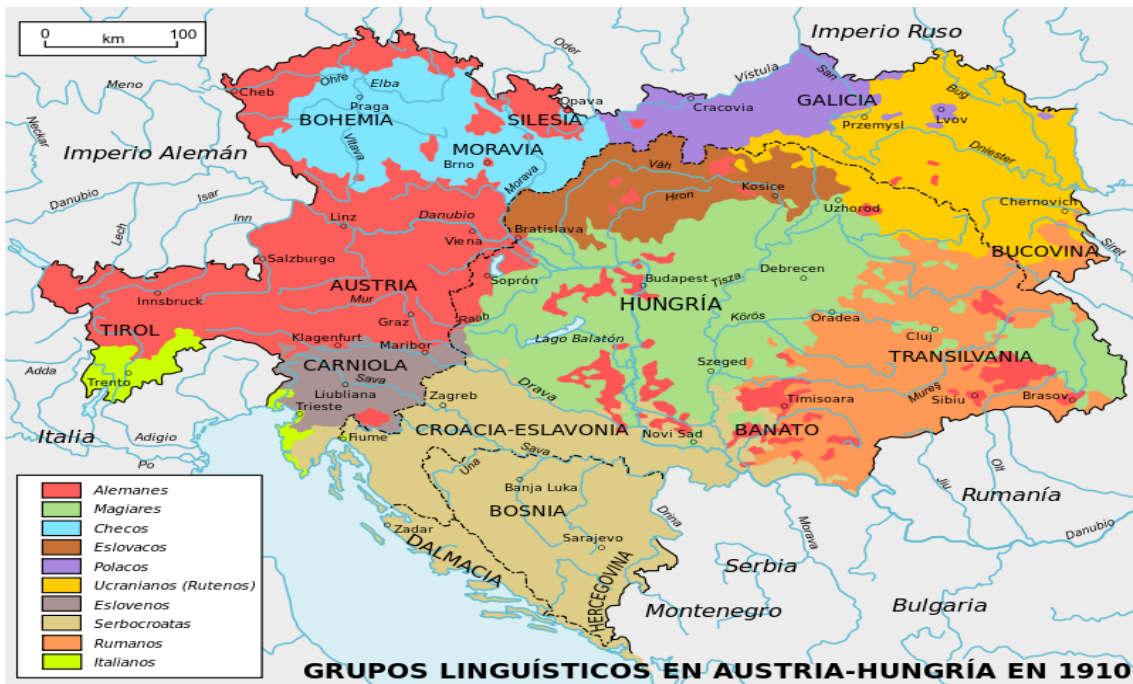 0 100
km
Imperio Ruso
Oder
Meno
Cheb
Ohře
Elba
Praga
BOHEMIA
Vltava
Opava
SILESIA
MORAVIA
Brno
Morava
Vístula
San
Cracovia
GALICIA
Przemysl
Bug
Lvov
Dniester
Neckar
Imperio Alemán
Danubio
Isar
Lech
Inn
Linz
Danubio
Viena
Salzburgo
Bratislava
Váh
Hron
Kosice
Uzhorod
Chernovich
BUCOVINA
Siret
Innsbruck
AUSTRIA
Mur
Graz
Raab
Soprón
Budapest
Tisza
Debrecen
HUNGRÍA
TIROL
Klagenfurt
Maribor
Lago Balatón
Körös
Oradea
Cluj
TRANSILVANIA
Adda
Trento
CARNIOLA
Sava
Liubliana
Trieste
Zagreb
Drava
Szeged
Timisoara
Mureș
Sibiu
Brasov
Italia
Adigio
Po
Fiume
CROACIA-ESLAVONIA
Novi Sad
BANATO
Sava
Una
Banja Luka
BOSNIA
Drina
Zadar
Sarajevo
DALMACIA
HERCEGOVINA
Morava
Jiu
Olt
Rumanía
Danubio
Serbia
Montenegro
Bulgaria
Alemanes
Magiares
Checos
Eslovacos
Polacos
Ucranianos (Rutenos)
Eslovenos
Serbocroatas
Rumanos
Italianos
GRUPOS LINGUÍSTICOS EN AUSTRIA-HUNGRÍA EN 1910